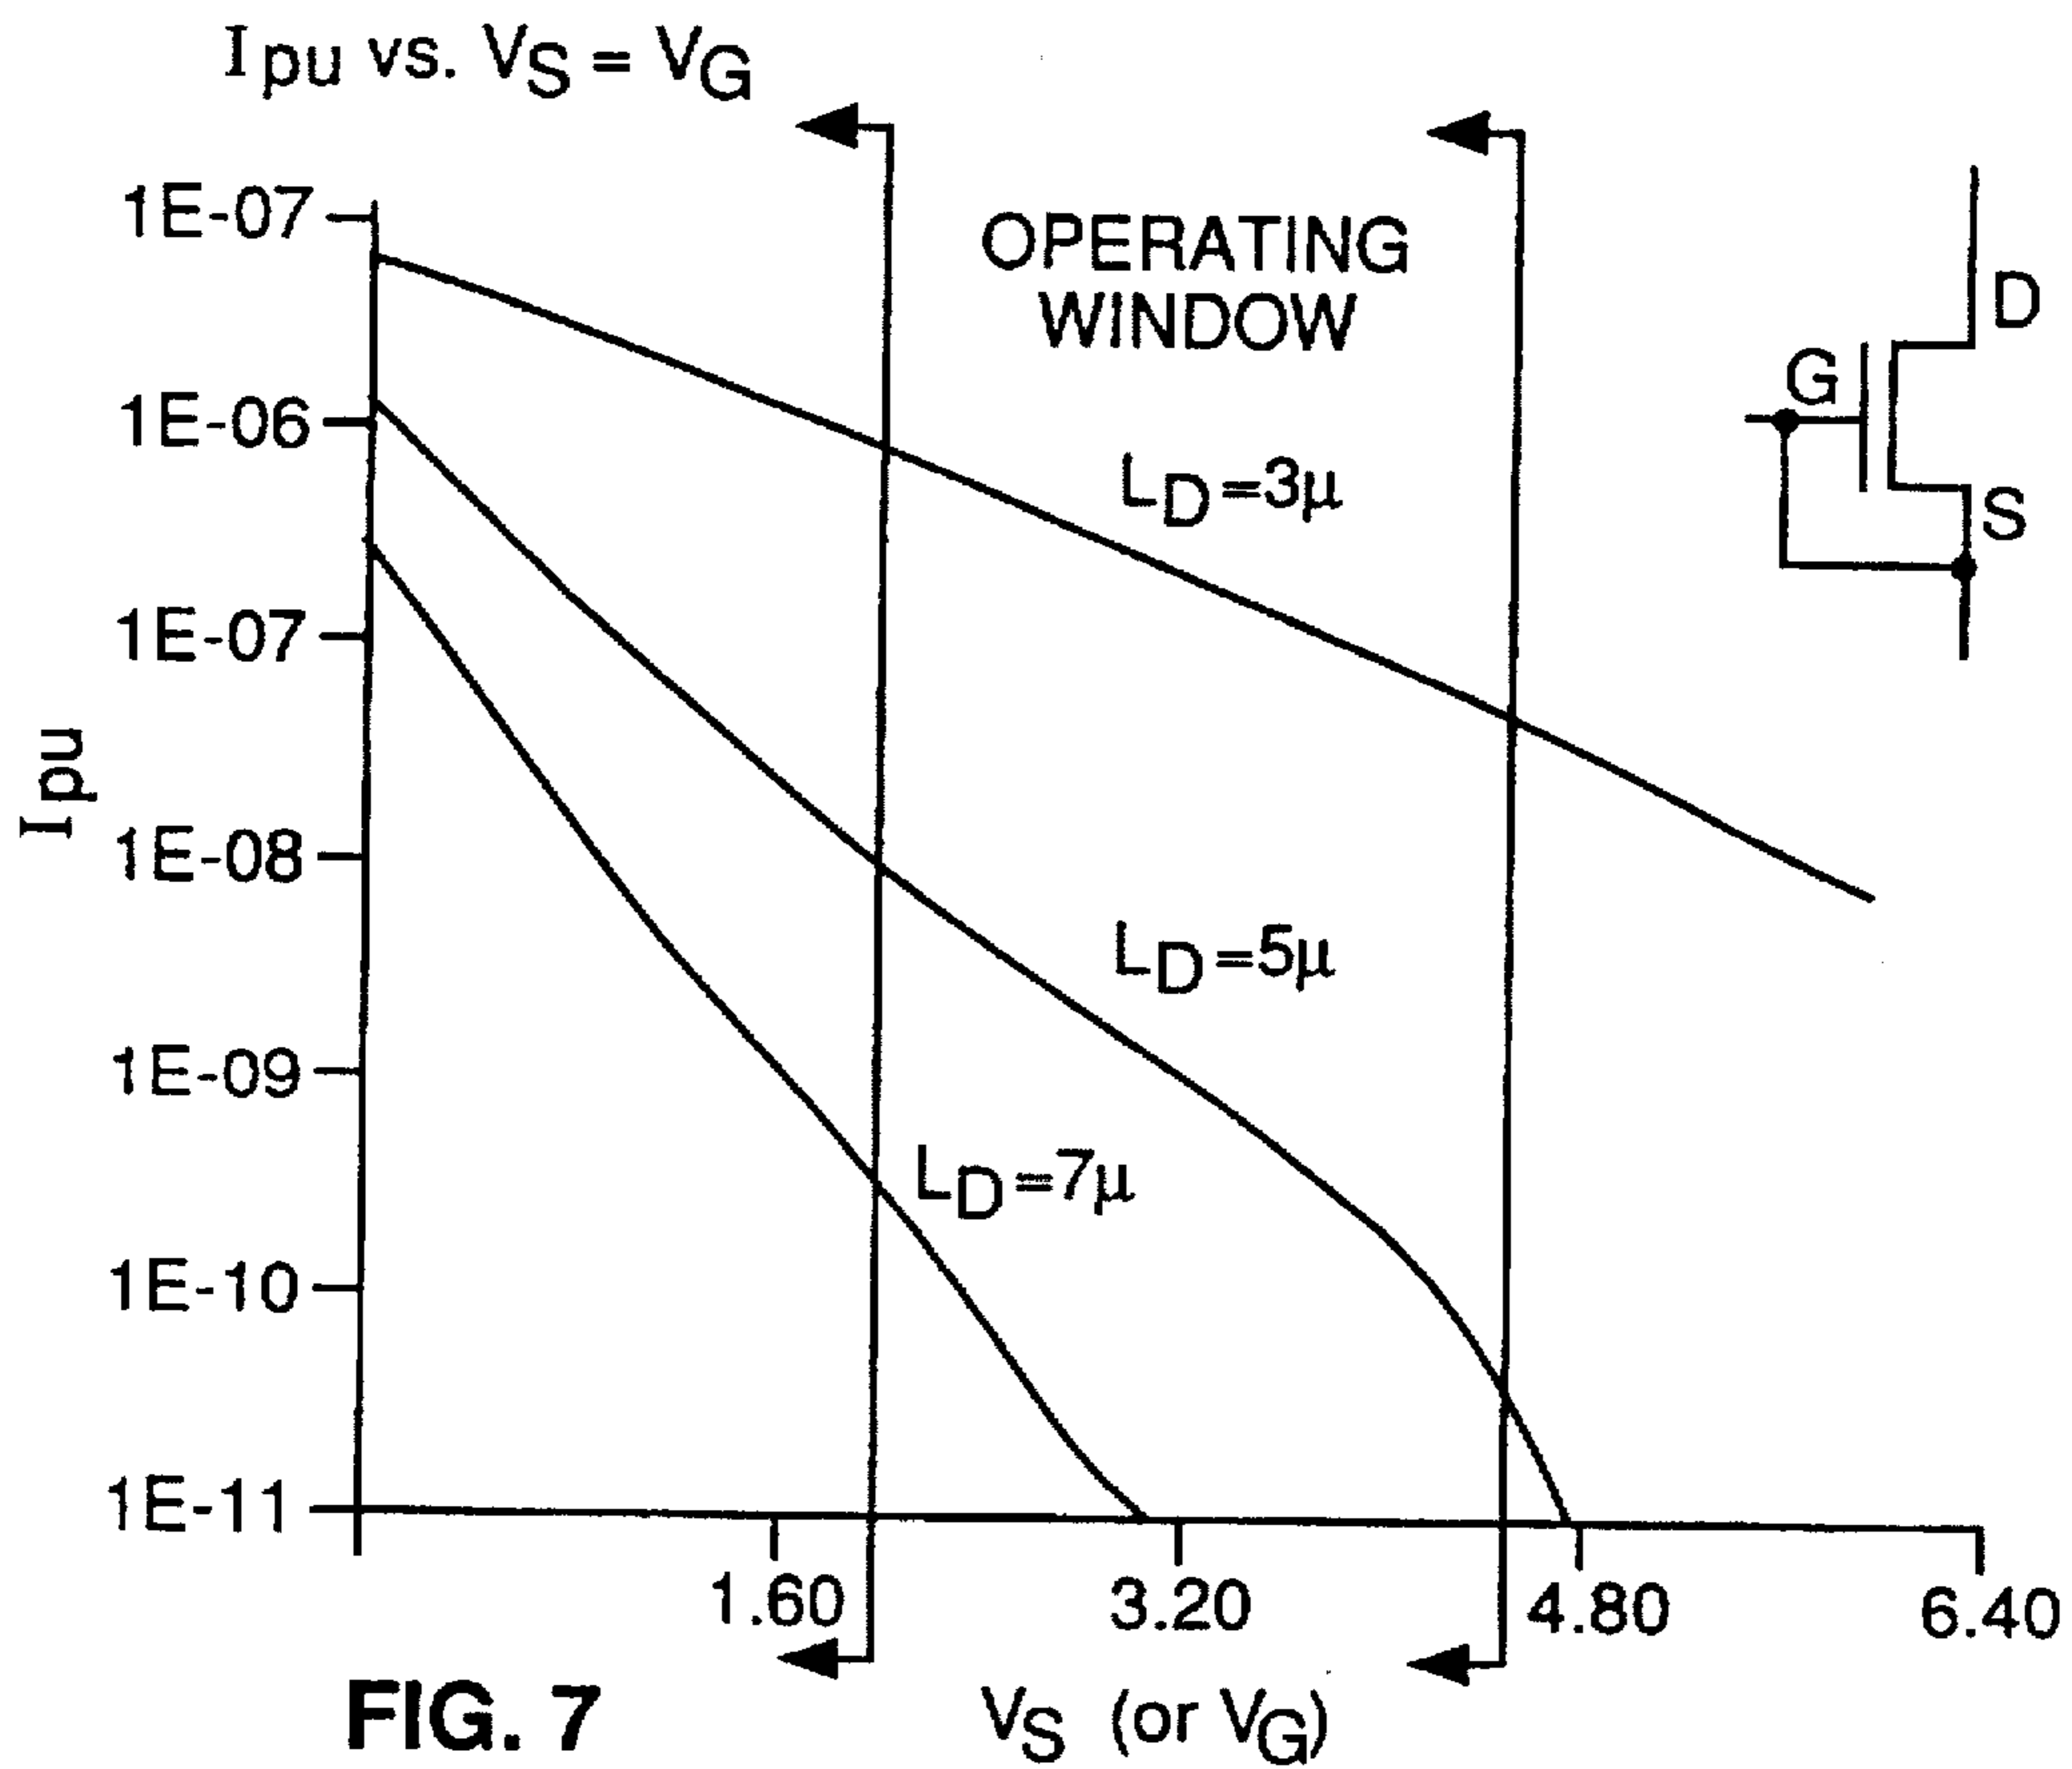 Ipu vs. VS = VG
1E-07
1E-06
1E-07
1E-08
1E-09
1E-10
1E-11
Ipu
OPERATING
WINDOW
LD=3μ
LD=5μ
LD=7μ
D
G
S
1.60
3.20
4.80
6.40
VS (or VG)
FIG. 7